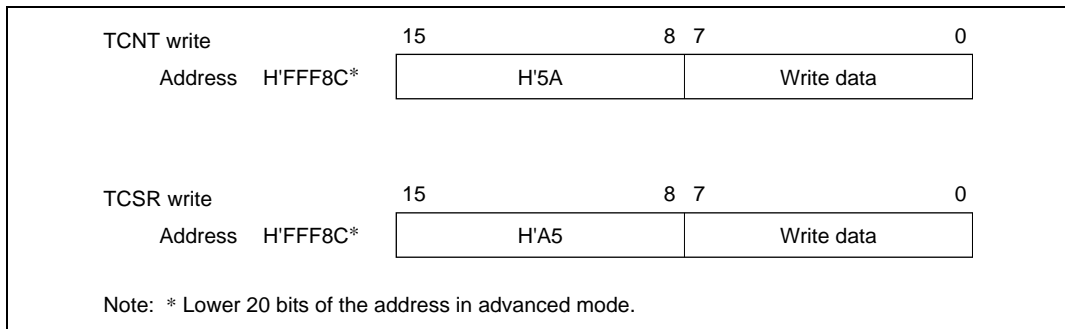 TCNT write 15 8 7 0
Address H'FFF8C* H'5A Write data
TCSR write 15 8 7 0
Address H'FFF8C* H'A5 Write data
Note: * Lower 20 bits of the address in advanced mode.